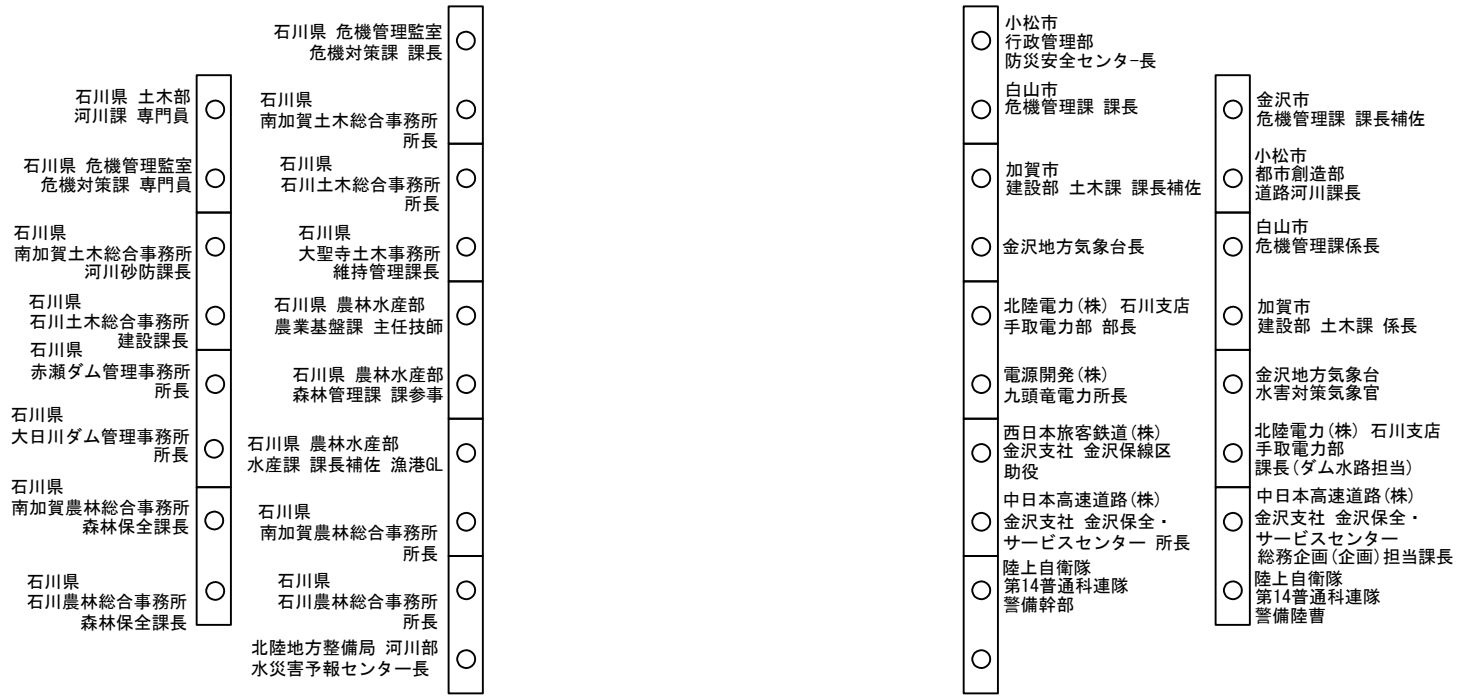 石川県 土木部
河川課 専門員
石川県 危機管理監室
危機対策課 専門員
石川県
南加賀土木総合事務所
河川砂防課長
石川県
石川土木総合事務所
建設課長
石川県
赤瀬ダム管理事務所
所長
石川県
大日川ダム管理事務所
所長
石川県
南加賀農林総合事務所
森林保全課長
石川県
石川農林総合事務所
森林保全課長
石川県 危機管理監室
危機対策課 課長
石川県
南加賀土木総合事務所
所長
石川県
石川土木総合事務所
所長
石川県
大聖寺土木事務所
維持管理課長
石川県 農林水産部
農業基盤課 主任技師
石川県 農林水産部
森林管理課 課参事
石川県 農林水産部
水産課 課長補佐 漁港GL
石川県
南加賀農林総合事務所
所長
石川県
石川農林総合事務所
所長
北陸地方整備局 河川部
水災害予報センター長
小松市
行政管理部
防災安全センタ-長
白山市
危機管理課 課長
加賀市
建設部 土木課 課長補佐
金沢地方気象台長
北陸電力(株) 石川支店
手取電力部 部長
電源開発(株)
九頭竜電力所長
西日本旅客鉄道(株)
金沢支社 金沢保線区
助役
中日本高速道路(株)
金沢支社 金沢保全・
サービスセンター 所長
陸上自衛隊
第14普通科連隊
警備幹部
金沢市
危機管理課 課長補佐
小松市
都市創造部
道路河川課長
白山市
危機管理課係長
加賀市
建設部 土木課 係長
金沢地方気象台
水害対策気象官
北陸電力(株) 石川支店
手取電力部
課長(ダム水路担当)
中日本高速道路(株)
金沢支社 金沢保全・
サービスセンター
総務企画(企画)担当課長
陸上自衛隊
第14普通科連隊
警備陸曹